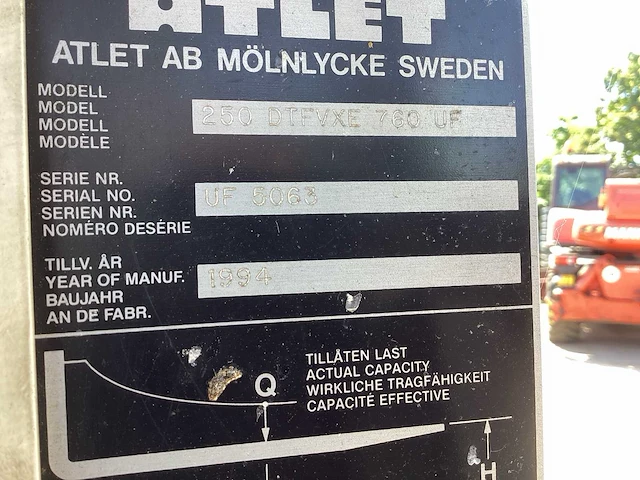 ATLET
ATLET AB MÖLNLYCKE SWEDEN
MODELL
MODEL
MODELL
MODÈLE
250 DTFVXE 760 UF
SERIE NR.
SERIAL NO.
SERIEN NR.
NOMÉRO DESÉRIE
UF 5063
TILLV. ÅR
YEAR OF MANUF.
BAUJAHR
AN DE FABR.
1994
TILLÅTEN LAST
ACTUAL CAPACITY
WIRKLICHE TRAGFÄHIGKEIT
CAPACITÉ EFFECTIVE
Q
H